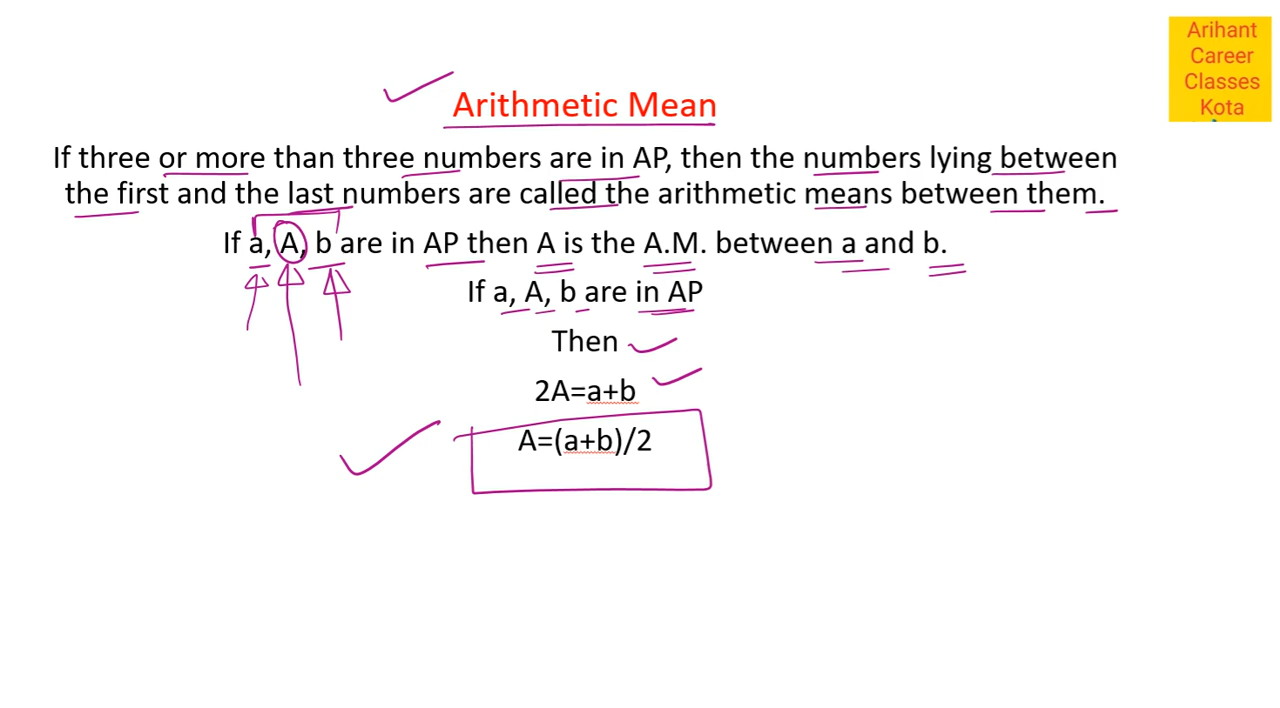 Arihant
Career
Classes
Kota
Arithmetic Mean
If three or more than three numbers are in AP, then the numbers lying between
the first and the last numbers are called the arithmetic means between them.
If a, A, b are in AP then A is the A.M. between a and b.
If a, A, b are in AP
Then
2A=a+b
A=(a+b)/2